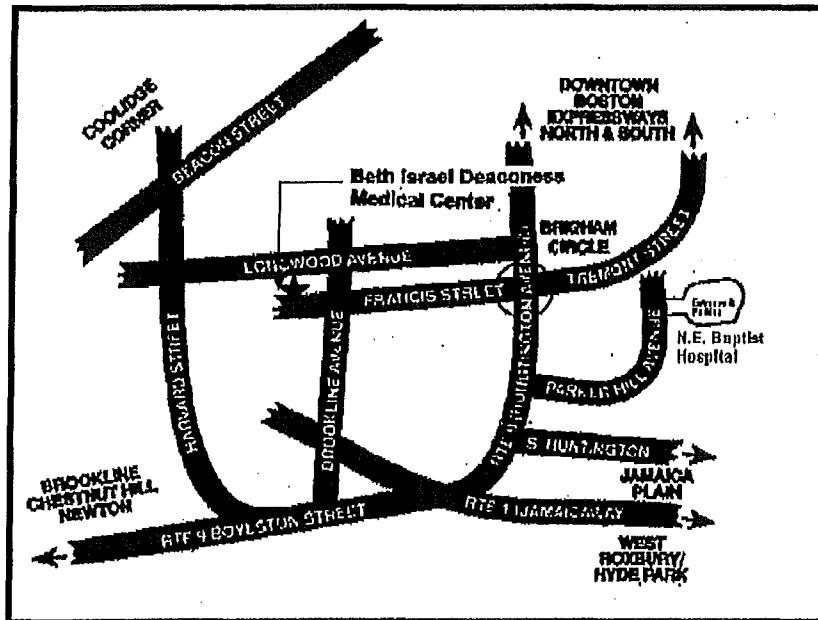 DOWNTOWN
BOSTON
EXPRESSWAYS
NORTH & SOUTH
COOLIDGE
CORNER
BEACON STREET
Beth Israel Deaconess
Medical Center
BRIGHAM
CIRCLE
LONGWOOD AVENUE
TREMONT STREET
FRANCIS STREET
N.E. Baptist
Hospital
HARVARD STREET
BROOKLINE AVENUE
RTE 9 HUNTINGTON AVENUE
PARKER HILL AVENUE
S. HUNTINGTON
JAMAICA
PLAIN
BROOKLINE
CHESTNUT HILL
NEWTON
RTE 9 BOYLSTON STREET
RTE 1 JAMAICAWAY
WEST
ROXBURY/
HYDE PARK